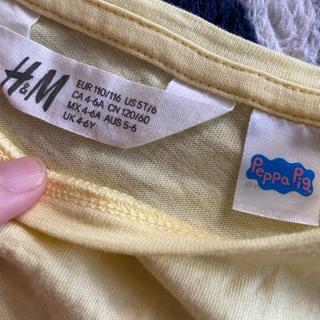 H&M
EUR 110/116 US 5T/6
CA 4-6A CN 120/60
MX 4-6A AUS 5-6
UK 4-6Y
Peppa Pig